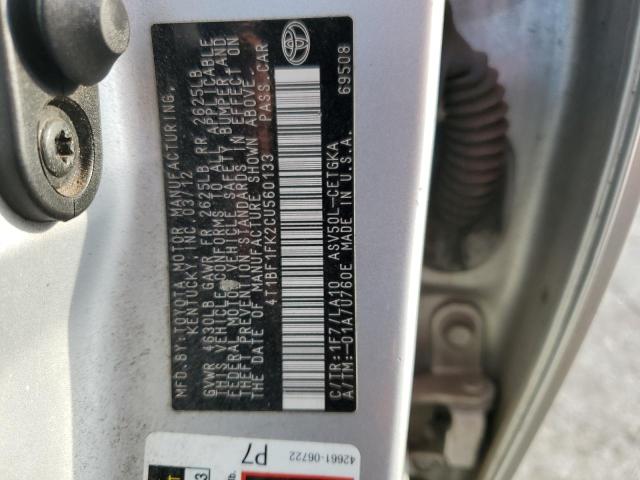 MFD. BY: TOYOTA MOTOR MANUFACTURING,
KENTUCKY, INC. 03/12
GVWR 4630LB GAWR FR 2625LB RR 2625LB
THIS VEHICLE CONFORMS TO ALL APPLICABLE
FEDERAL MOTOR VEHICLE SAFETY, BUMPER, AND
THEFT PREVENTION STANDARDS IN EFFECT ON
THE DATE OF MANUFACTURE SHOWN ABOVE.
4T1BF1FK2CU560133 PASS. CAR
C/TR: 1F7 /LA10 ASV50L-CETGKA
A/TM: -01A/U760E MADE IN U.S.A. 69508
42661-06722
P7